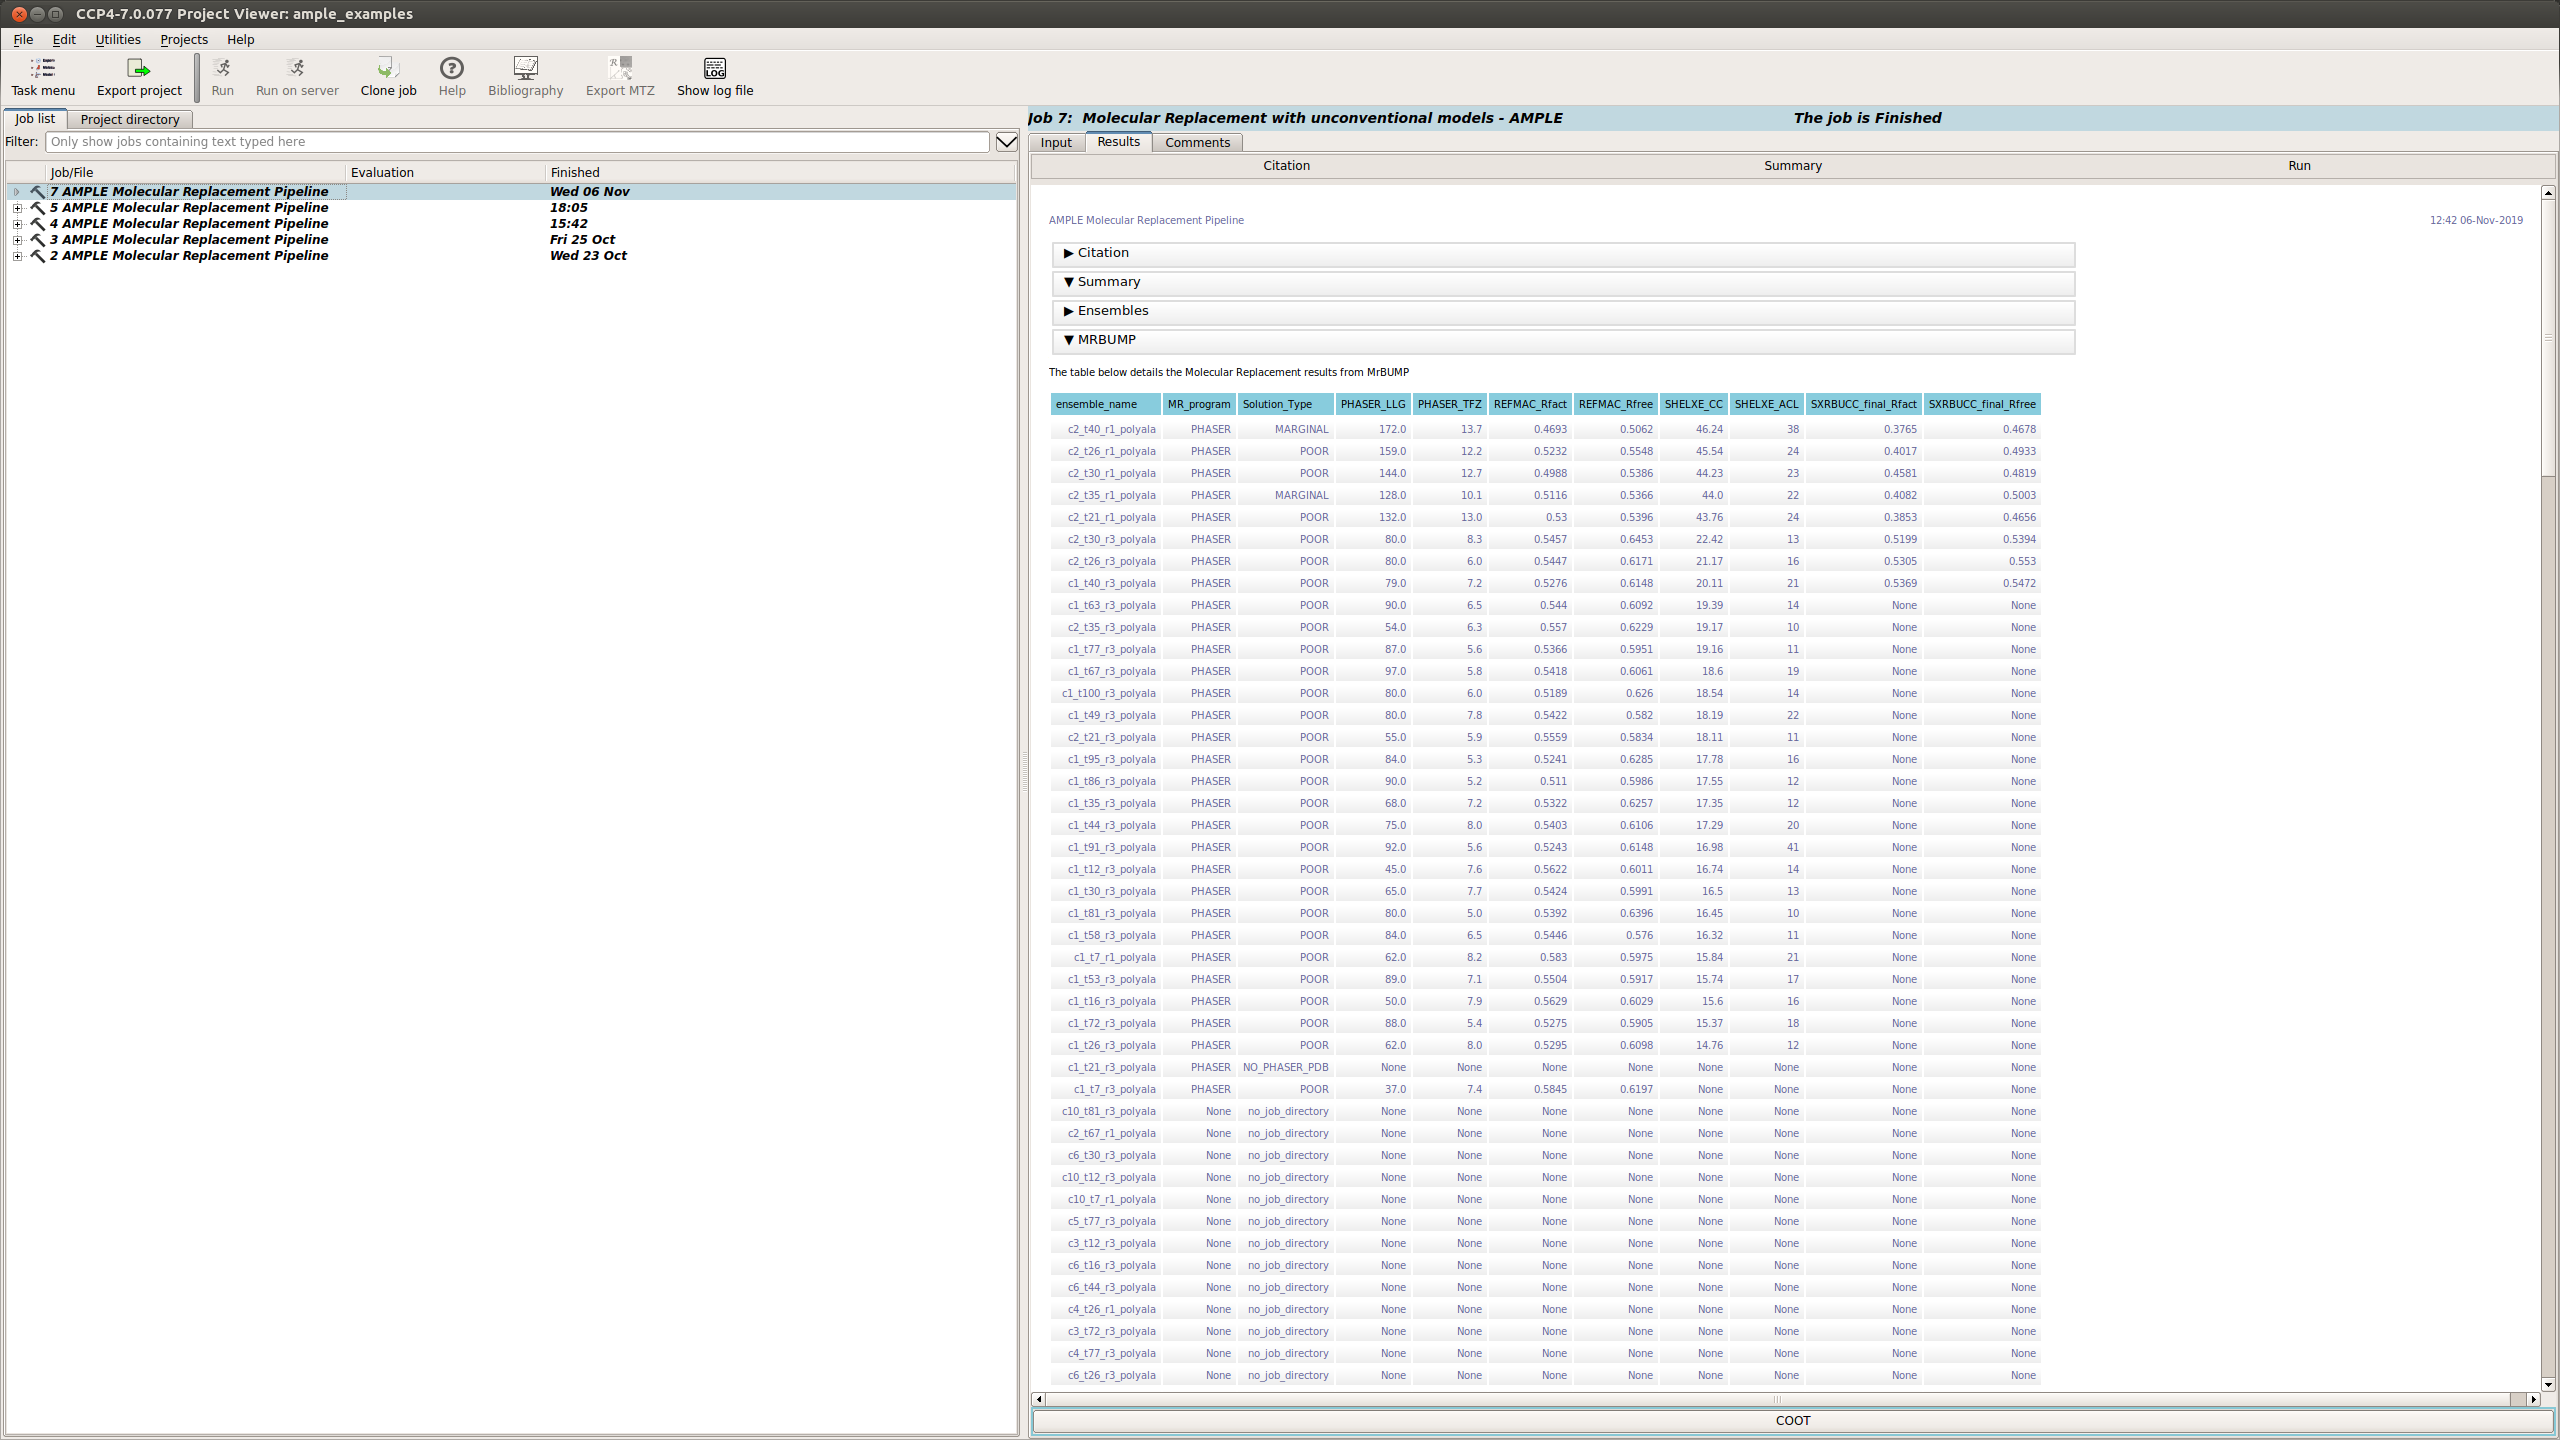 CCP4-7.0.077 Project Viewer: ample_examples
File Edit Utilities Projects Help
Task menu Export project Run Run on server Clone job Help Bibliography Export MTZ Show log file
Job list Project directory
Filter: Only show jobs containing text typed here
Job/File Evaluation Finished
7 AMPLE Molecular Replacement Pipeline Wed 06 Nov
5 AMPLE Molecular Replacement Pipeline 18:05
4 AMPLE Molecular Replacement Pipeline 15:42
3 AMPLE Molecular Replacement Pipeline Fri 25 Oct
2 AMPLE Molecular Replacement Pipeline Wed 23 Oct
Job 7: Molecular Replacement with unconventional models - AMPLE The job is Finished
Input Results Comments
Citation Summary Run
AMPLE Molecular Replacement Pipeline 12:42 06-Nov-2019
▶ Citation
▼ Summary
▶ Ensembles
▼ MRBUMP
The table below details the Molecular Replacement results from MrBUMP
ensemble_name MR_program Solution_Type PHASER_LLG PHASER_TFZ REFMAC_Rfact REFMAC_Rfree SHELXE_CC SHELXE_ACL SXRBUCC_final_Rfact SXRBUCC_final_Rfree
c2_t40_r1_polyala PHASER MARGINAL 172.0 13.7 0.4693 0.5062 46.24 38 0.3765 0.4678
c2_t26_r1_polyala PHASER POOR 159.0 12.2 0.5232 0.5548 45.54 24 0.4017 0.4933
c2_t30_r1_polyala PHASER POOR 144.0 12.7 0.4988 0.5386 44.23 23 0.4581 0.4819
c2_t35_r1_polyala PHASER MARGINAL 128.0 10.1 0.5116 0.5366 44.0 22 0.4082 0.5003
c2_t21_r1_polyala PHASER POOR 132.0 13.0 0.53 0.5396 43.76 24 0.3853 0.4656
c2_t30_r3_polyala PHASER POOR 80.0 8.3 0.5457 0.6453 22.42 13 0.5199 0.5394
c2_t26_r3_polyala PHASER POOR 80.0 6.0 0.5447 0.6171 21.17 16 0.5305 0.553
c1_t40_r3_polyala PHASER POOR 79.0 7.2 0.5276 0.6148 20.11 21 0.5369 0.5472
c1_t63_r3_polyala PHASER POOR 90.0 6.5 0.544 0.6092 19.39 14 None None
c2_t35_r3_polyala PHASER POOR 54.0 6.3 0.557 0.6229 19.17 10 None None
c1_t77_r3_polyala PHASER POOR 87.0 5.6 0.5366 0.5951 19.16 11 None None
c1_t67_r3_polyala PHASER POOR 97.0 5.8 0.5418 0.6061 18.6 19 None None
c1_t100_r3_polyala PHASER POOR 80.0 6.0 0.5189 0.626 18.54 14 None None
c1_t49_r3_polyala PHASER POOR 80.0 7.8 0.5422 0.582 18.19 22 None None
c2_t21_r3_polyala PHASER POOR 55.0 5.9 0.5559 0.5834 18.11 11 None None
c1_t95_r3_polyala PHASER POOR 84.0 5.3 0.5241 0.6285 17.78 16 None None
c1_t86_r3_polyala PHASER POOR 90.0 5.2 0.511 0.5986 17.55 12 None None
c1_t35_r3_polyala PHASER POOR 68.0 7.2 0.5322 0.6257 17.35 12 None None
c1_t44_r3_polyala PHASER POOR 75.0 8.0 0.5403 0.6106 17.29 20 None None
c1_t91_r3_polyala PHASER POOR 92.0 5.6 0.5243 0.6148 16.98 41 None None
c1_t12_r3_polyala PHASER POOR 45.0 7.6 0.5622 0.6011 16.74 14 None None
c1_t30_r3_polyala PHASER POOR 65.0 7.7 0.5424 0.5991 16.5 13 None None
c1_t81_r3_polyala PHASER POOR 80.0 5.0 0.5392 0.6396 16.45 10 None None
c1_t58_r3_polyala PHASER POOR 84.0 6.5 0.5446 0.576 16.32 11 None None
c1_t7_r1_polyala PHASER POOR 62.0 8.2 0.583 0.5975 15.84 21 None None
c1_t53_r3_polyala PHASER POOR 89.0 7.1 0.5504 0.5917 15.74 17 None None
c1_t16_r3_polyala PHASER POOR 50.0 7.9 0.5629 0.6029 15.6 16 None None
c1_t72_r3_polyala PHASER POOR 88.0 5.4 0.5275 0.5905 15.37 18 None None
c1_t26_r3_polyala PHASER POOR 62.0 8.0 0.5295 0.6098 14.76 12 None None
c1_t21_r3_polyala PHASER NO_PHASER_PDB None None None None None None None None
c1_t7_r3_polyala PHASER POOR 37.0 7.4 0.5845 0.6197 None None None None
c10_t81_r3_polyala None no_job_directory None None None None None None None None
c2_t67_r1_polyala None no_job_directory None None None None None None None None
c6_t30_r3_polyala None no_job_directory None None None None None None None None
c10_t12_r3_polyala None no_job_directory None None None None None None None None
c10_t7_r1_polyala None no_job_directory None None None None None None None None
c5_t77_r3_polyala None no_job_directory None None None None None None None None
c3_t12_r3_polyala None no_job_directory None None None None None None None None
c6_t16_r3_polyala None no_job_directory None None None None None None None None
c6_t44_r3_polyala None no_job_directory None None None None None None None None
c4_t26_r1_polyala None no_job_directory None None None None None None None None
c3_t72_r3_polyala None no_job_directory None None None None None None None None
c4_t77_r3_polyala None no_job_directory None None None None None None None None
c6_t26_r3_polyala None no_job_directory None None None None None None None None
COOT